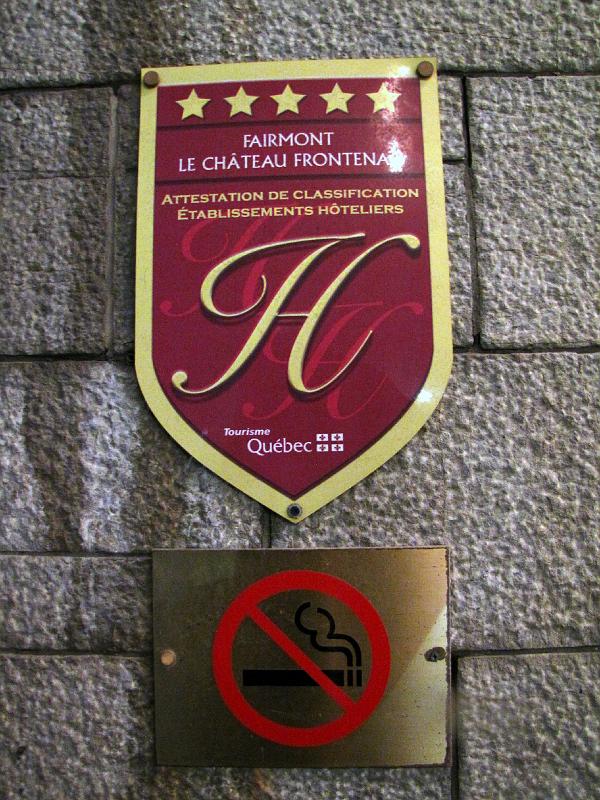 FAIRMONT
LE CHÂTEAU FRONTENAC
ATTESTATION DE CLASSIFICATION
ÉTABLISSEMENTS HÔTELIERS
H
Tourisme
Québec